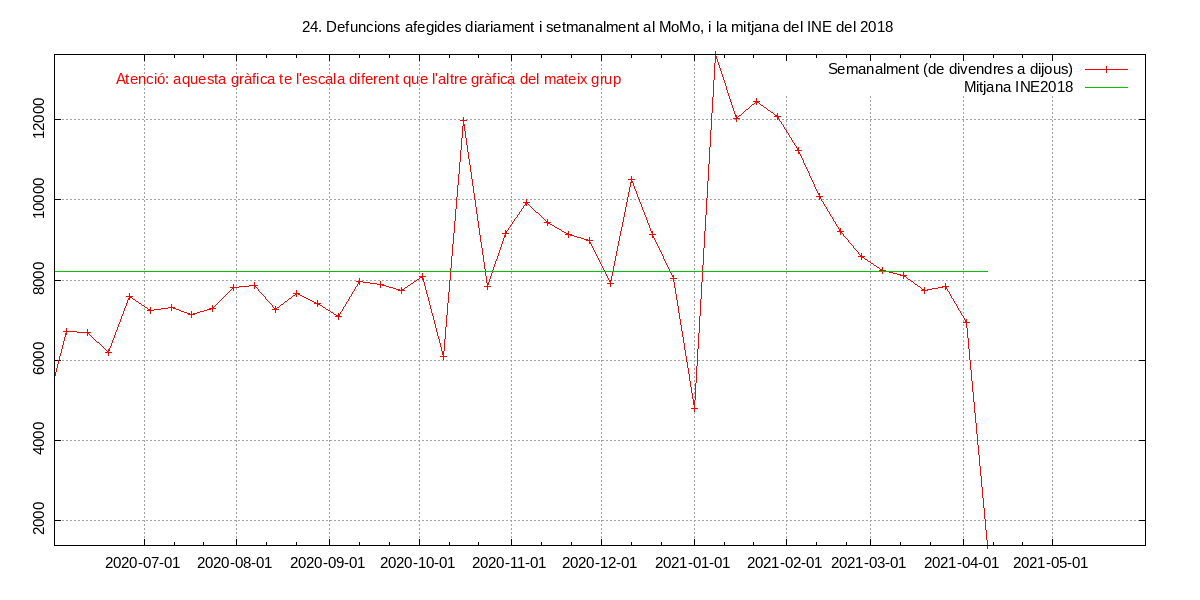 24. Defuncions afegides diariament i setmanalment al MoMo, i la mitjana del INE del 2018
Atenció: aquesta gràfica te l'escala diferent que l'altre gràfica del mateix grup
Semanalment (de divendres a dijous)
Mitjana INE2018
12000
10000
8000
6000
4000
2000
2020-07-01 2020-08-01 2020-09-01 2020-10-01 2020-11-01 2020-12-01 2021-01-01 2021-02-01 2021-03-01 2021-04-01 2021-05-01